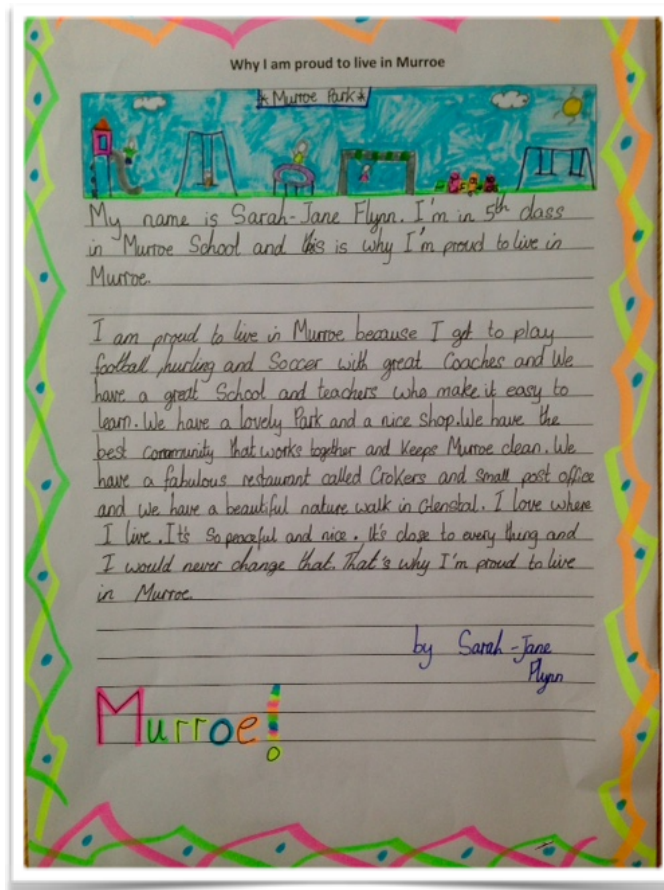 Why I am proud to live in Murroe
*Murroe Park*
My name is Sarah-Jane Flynn. I'm in 5th class
in Murroe School and this is why I'm proud to live in
Murroe.
I am proud to live in Murroe because I get to play
football, hurling and Soccer with great Coaches and We
have a great School and teachers who make it easy to
learn. We have a lovely Park and a nice shop. We have the
best community that works together and keeps Murroe clean. We
have a fabulous restaurant called Crokers and small post office
and we have a beautiful nature walk in Glenstal. I love where
I live. It's so peaceful and nice. It's close to every thing and
I would never change that. That's why I'm proud to live
in Murroe.
by Sarah-Jane
Flynn
Murroe!